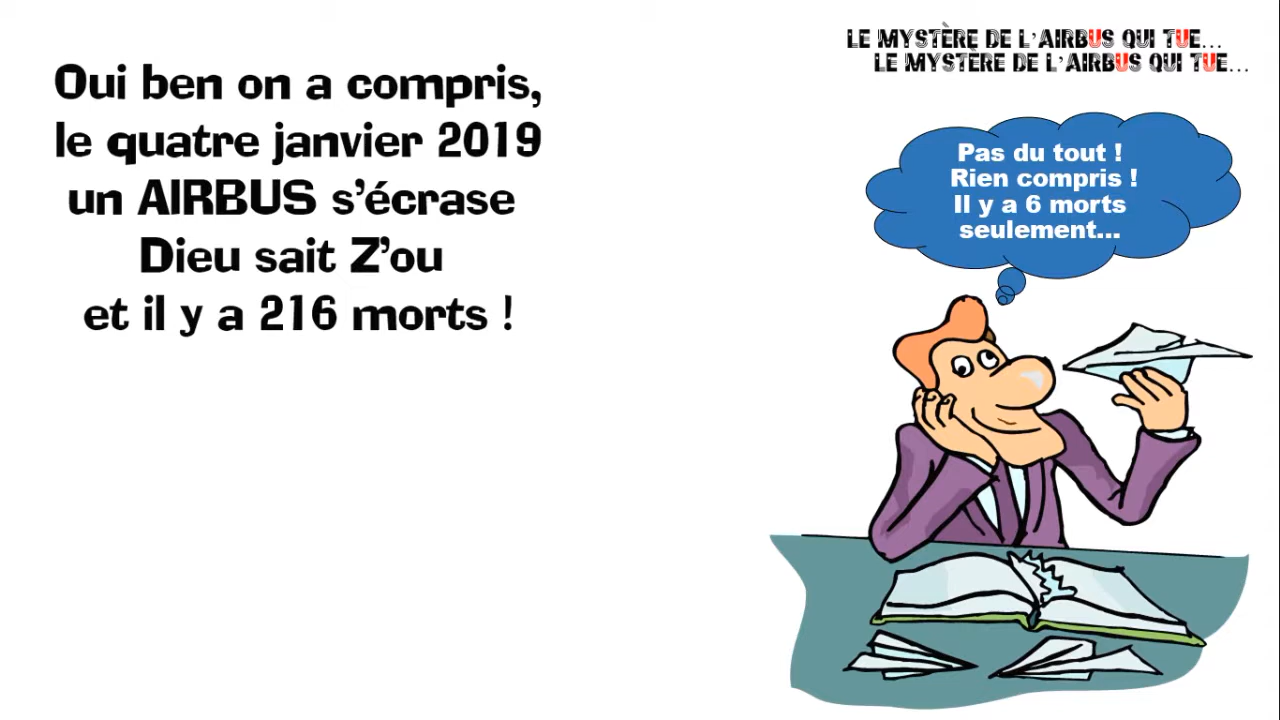 LE MYSTÈRE DE L'AIRBUS QUI TUE...
LE MYSTÈRE DE L'AIRBUS QUI TUE...
Oui ben on a compris,
le quatre janvier 2019
un AIRBUS s'écrase
Dieu sait Z'ou
et il y a 216 morts !
Pas du tout !
Rien compris !
Il y a 6 morts
seulement...